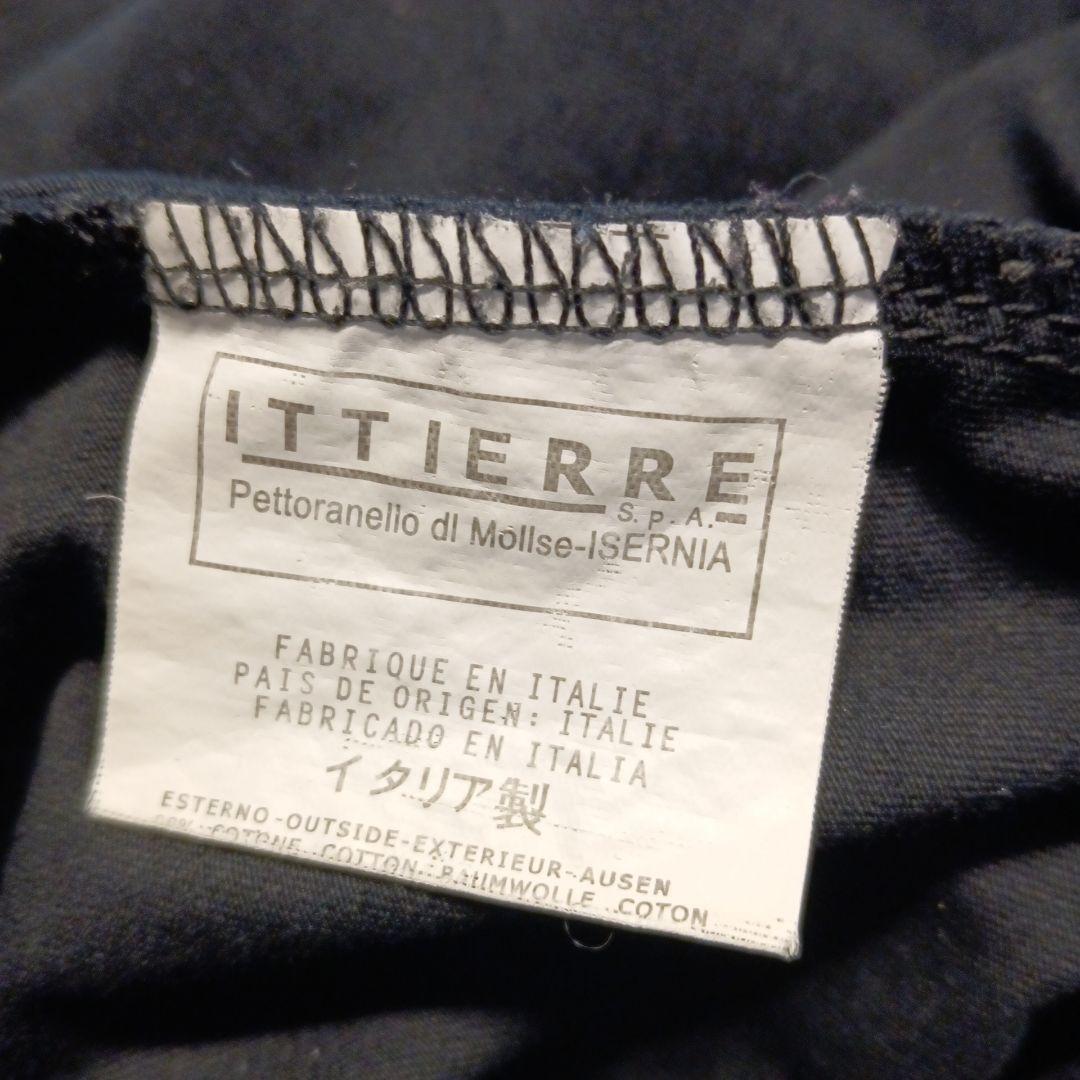 ITTIERRE
S.p.A.
Pettoranello di Molise-ISERNIA
FABRIQUE EN ITALIE
PAIS DE ORIGEN: ITALIE
FABRICADO EN ITALIA
イタリア製
ESTERNO-OUTSIDE-EXTERIEUR-AUSEN
COTONE COTTON BAUMWOLLE COTON